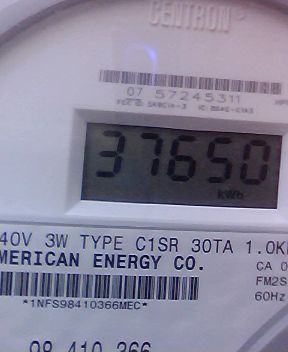 CENTRON®
07 57245311
37650
kWh
40V 3W TYPE C1SR 30TA 1.0K
MERICAN ENERGY CO.
CA 0
FM2S
60Hz
*1NFS98410366MEC*
98 410 366